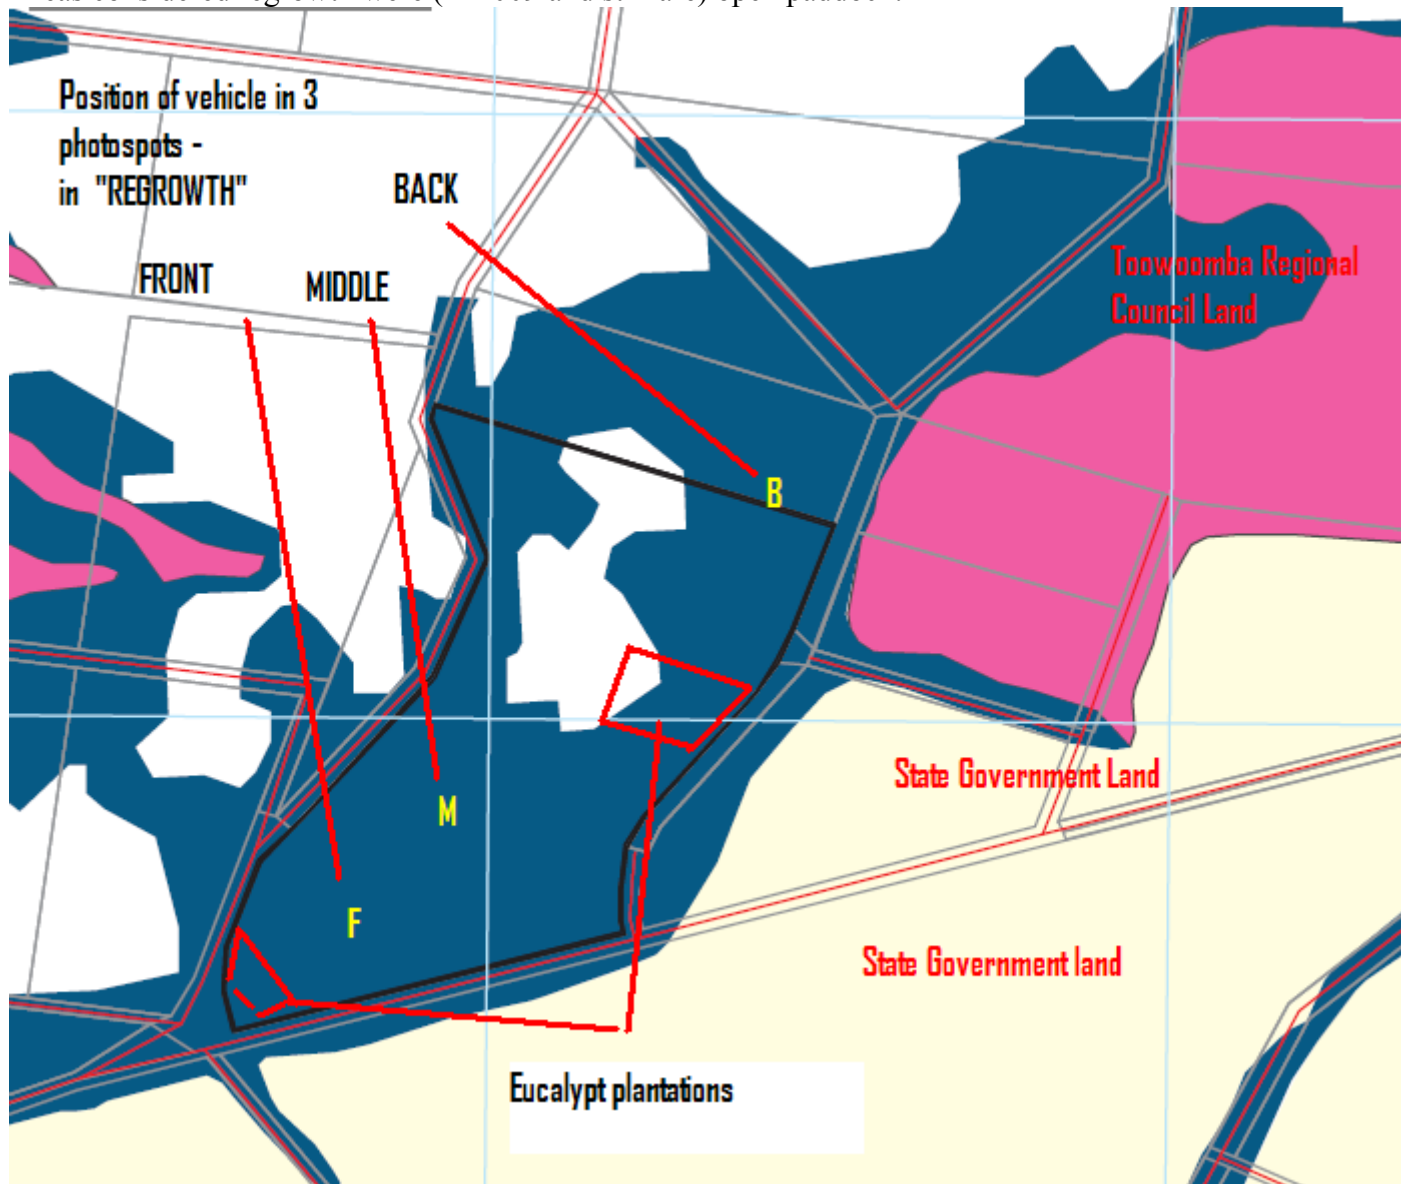 Position of vehicle in 3
photospots -
in "REGROWTH"
BACK
FRONT
MIDDLE
Toowoomba Regional
Council Land
B
State Government Land
M
F
State Government land
Eucalypt plantations